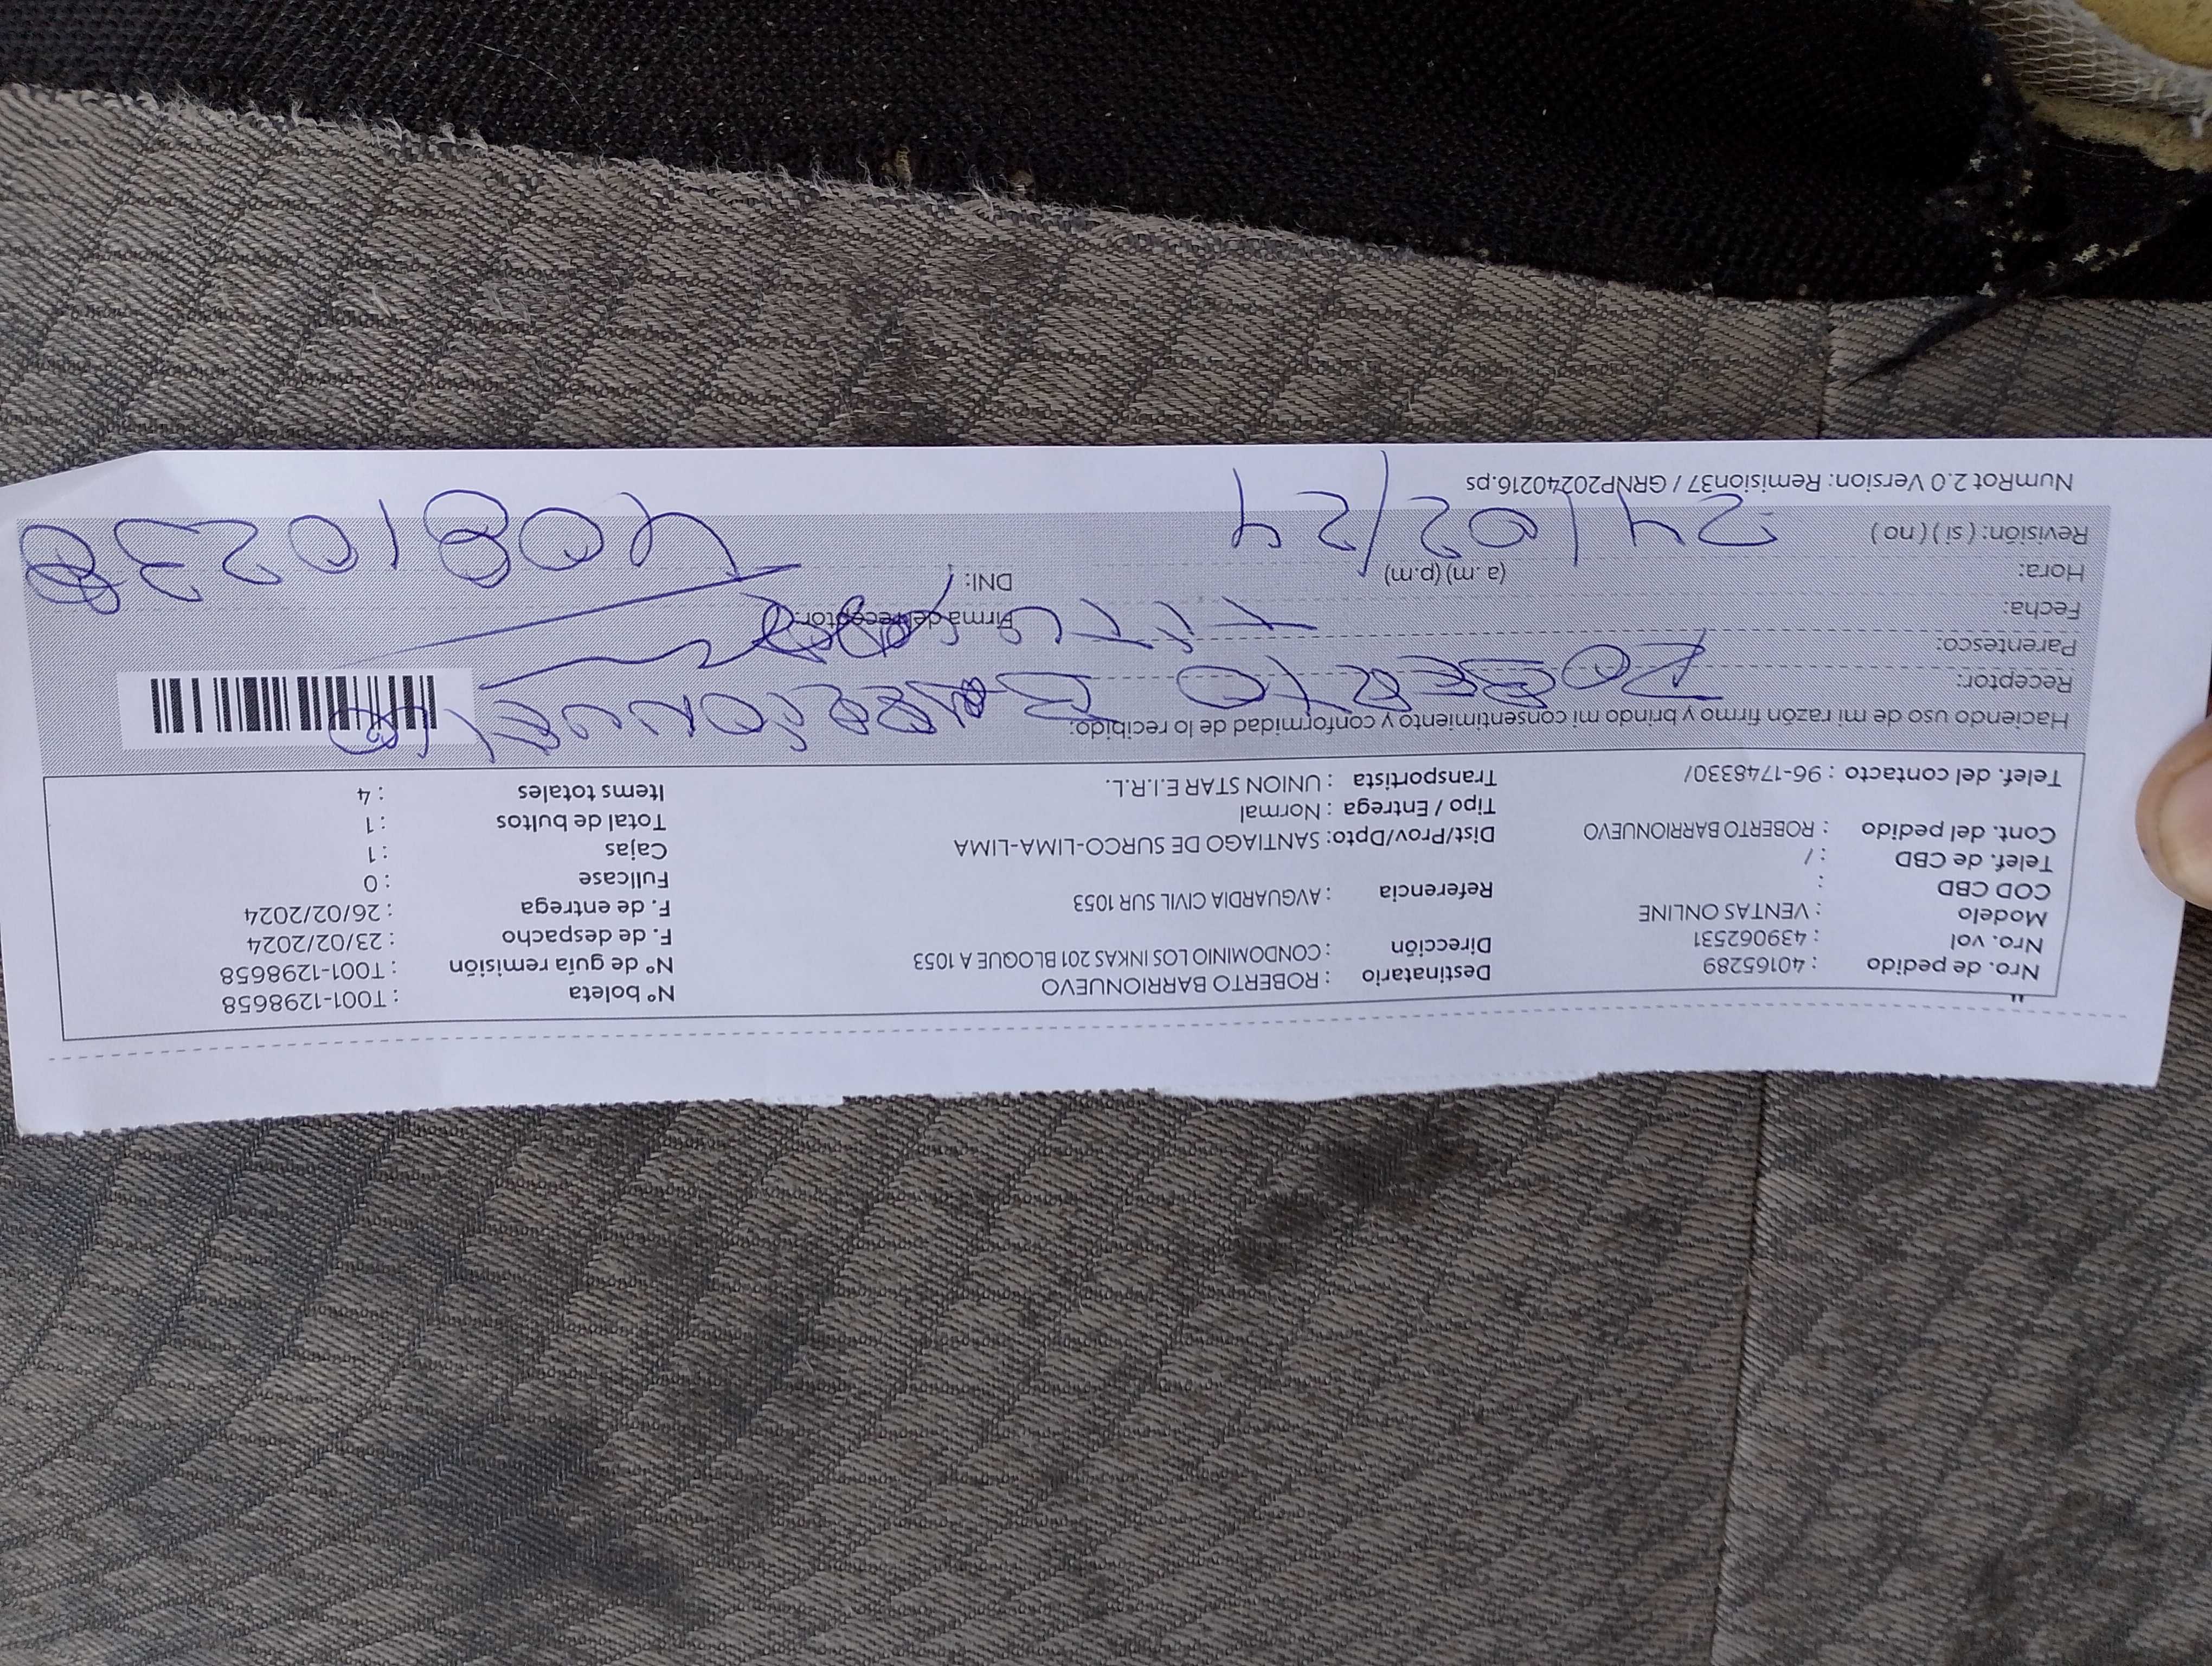 Nro. de pedido : 40165289 Destinatario : ROBERTO BARRIONUEVO N° boleta : T001-1298658
Nro. vol : 439062531 Dirección : CONDOMINIO LOS INKAS 201 BLOQUE A 1053 N° de guía remisión : T001-1298658
Modelo : VENTAS ONLINE F. de despacho : 23/02/2024
COD CBD : Referencia : AVGUARDIA CIVIL SUR 1053 F. de entrega : 26/02/2024
Telef. de CBD : / Fullcase : 0
Cont. del pedido : ROBERTO BARRIONUEVO Dist/Prov/Dpto: SANTIAGO DE SURCO-LIMA-LIMA Cajas : 1
Tipo / Entrega : Normal Total de bultos : 1
Telef. del contacto : 96-1748330/ Transportista : UNION STAR E.I.R.L. Items totales : 4
Haciendo uso de mi razón firmo y brindo mi consentimiento y conformidad de lo recibido:
Receptor: ROBERTO BARRIONUEVO
Parentesco: TITULAR
Fecha: Firma del receptor:
Hora: (a.m) (p.m) DNI: 40810238
Revisión: ( si ) ( no ) 24/02/24
NumRot 2.0 Version: Remision37 / GRNP20240216.ps